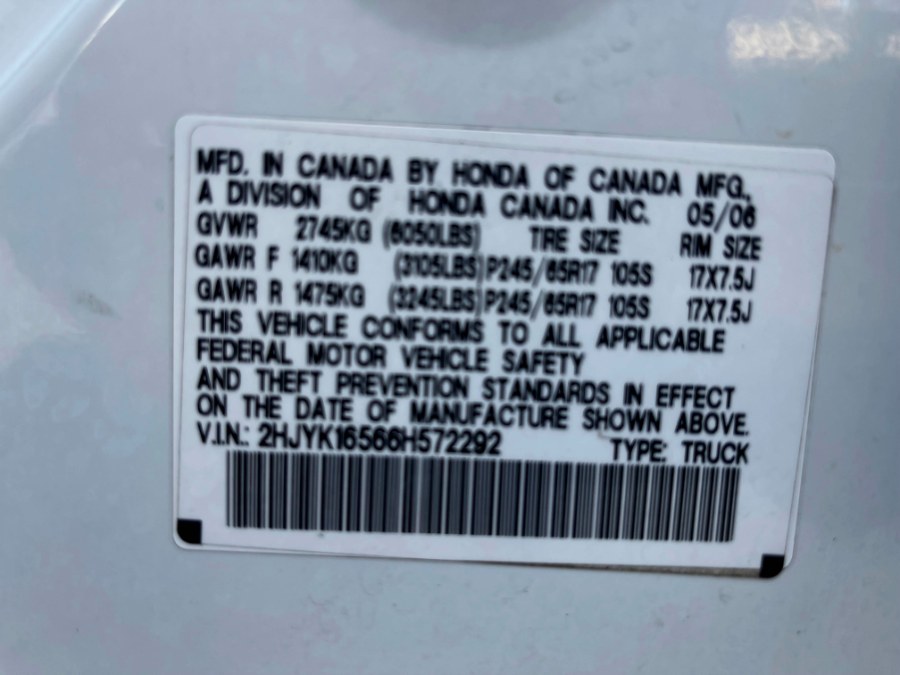 MFD. IN CANADA BY HONDA OF CANADA MFG.,
A DIVISION OF HONDA CANADA INC. 05/06
GVWR 2745KG (6050LBS) TIRE SIZE RIM SIZE
GAWR F 1410KG (3105LBS) P245/65R17 105S 17X7.5J
GAWR R 1475KG (3245LBS) P245/65R17 105S 17X7.5J
THIS VEHICLE CONFORMS TO ALL APPLICABLE
FEDERAL MOTOR VEHICLE SAFETY
AND THEFT PREVENTION STANDARDS IN EFFECT
ON THE DATE OF MANUFACTURE SHOWN ABOVE.
V.I.N.: 2HJYK16566H572292 TYPE: TRUCK